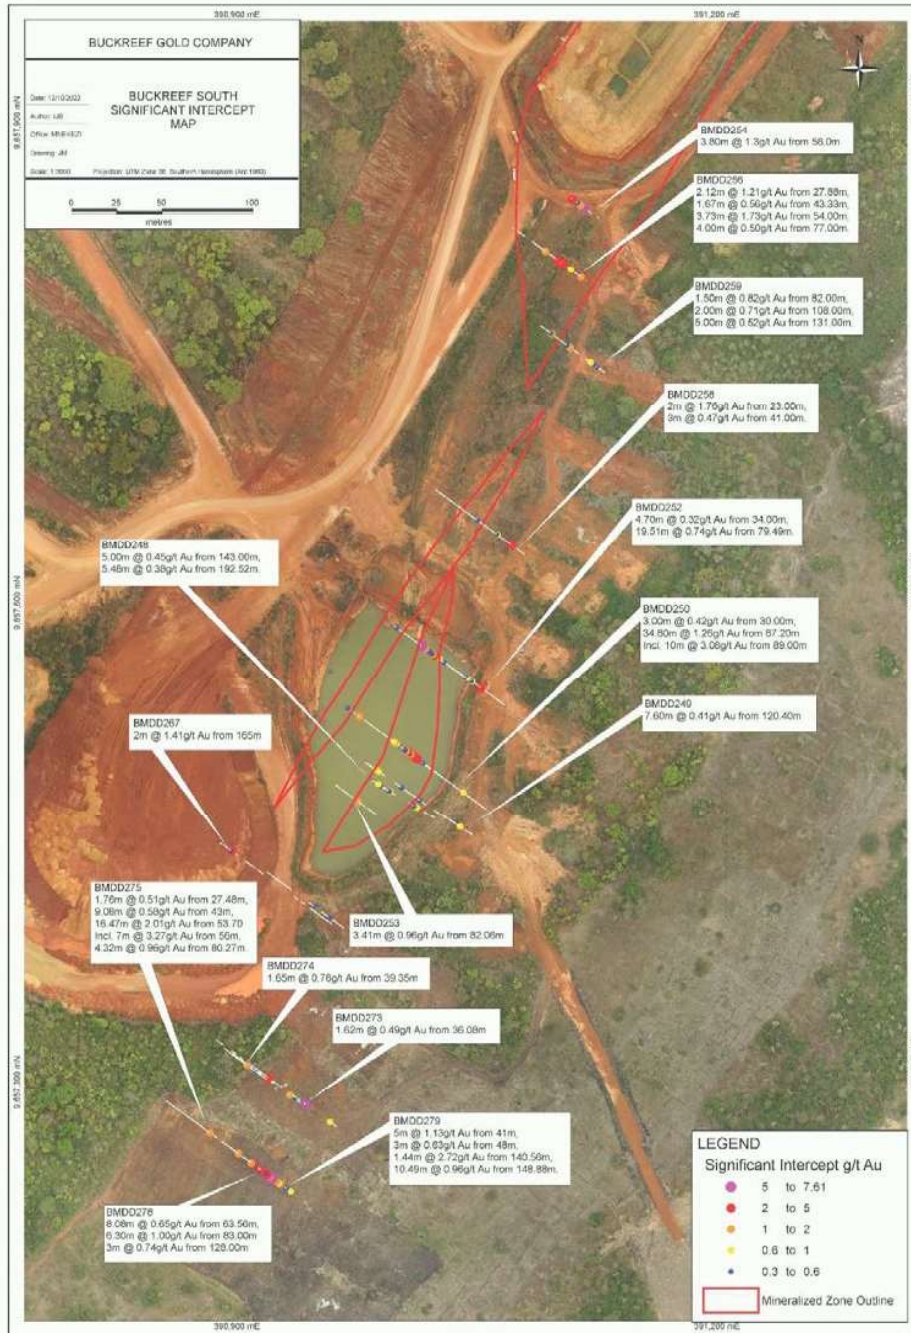 390,900 mE
391,200 mE
BUCKREEF GOLD COMPANY
BUCKREEF SOUTH
SIGNIFICANT INTERCEPT
MAP
Date: 12/10/2023
0 25 50 100
metres
N
9,857,600 mN
BMDD254
3.80m @ 1.3g/t Au from 56.0m,
BMDD256
2.12m @ 1.21g/t Au from 27.88m,
1.67m @ 0.56g/t Au from 43.33m,
3.73m @ 1.73g/t Au from 54.00m,
4.00m @ 0.50g/t Au from 77.00m,
BMDD259
1.50m @ 0.82g/t Au from 82.00m,
2.00m @ 0.71g/t Au from 108.00m,
5.00m @ 0.52g/t Au from 131.00m,
BMDD258
2m @ 1.76g/t Au from 23.00m,
3m @ 0.47g/t Au from 41.00m,
BMDD252
4.70m @ 0.32g/t Au from 34.00m,
19.51m @ 0.74g/t Au from 79.49m,
BMDD248
5.00m @ 0.45g/t Au from 143.00m,
5.48m @ 0.38g/t Au from 192.52m,
BMDD250
3.00m @ 0.42g/t Au from 30.00m,
34.80m @ 1.26g/t Au from 87.20m
Incl. 10m @ 3.08g/t Au from 89.00m
BMDD249
7.60m @ 0.41g/t Au from 120.40m
BMDD267
2m @ 1.41g/t Au from 165m
BMDD275
1.76m @ 0.51g/t Au from 27.48m,
9.08m @ 0.58g/t Au from 43m,
16.47m @ 2.01g/t Au from 53.70
Incl. 7m @ 3.27g/t Au from 56m,
4.32m @ 0.96g/t Au from 80.27m.
BMDD253
3.41m @ 0.96g/t Au from 82.06m
BMDD274
1.65m @ 0.76g/t Au from 39.35m
BMDD273
1.62m @ 0.49g/t Au from 36.08m
BMDD279
5m @ 1.13g/t Au from 41m,
3m @ 0.63g/t Au from 48m,
1.44m @ 2.72g/t Au from 140.56m,
10.49m @ 0.96g/t Au from 148.88m,
BMDD278
8.08m @ 0.65g/t Au from 63.56m,
6.30m @ 1.00g/t Au from 83.00m
3m @ 0.74g/t Au from 128.00m
LEGEND
Significant Intercept g/t Au
5 to 7.61
2 to 5
1 to 2
0.6 to 1
0.3 to 0.6
Mineralized Zone Outline
390,900 mE
391,200 mE